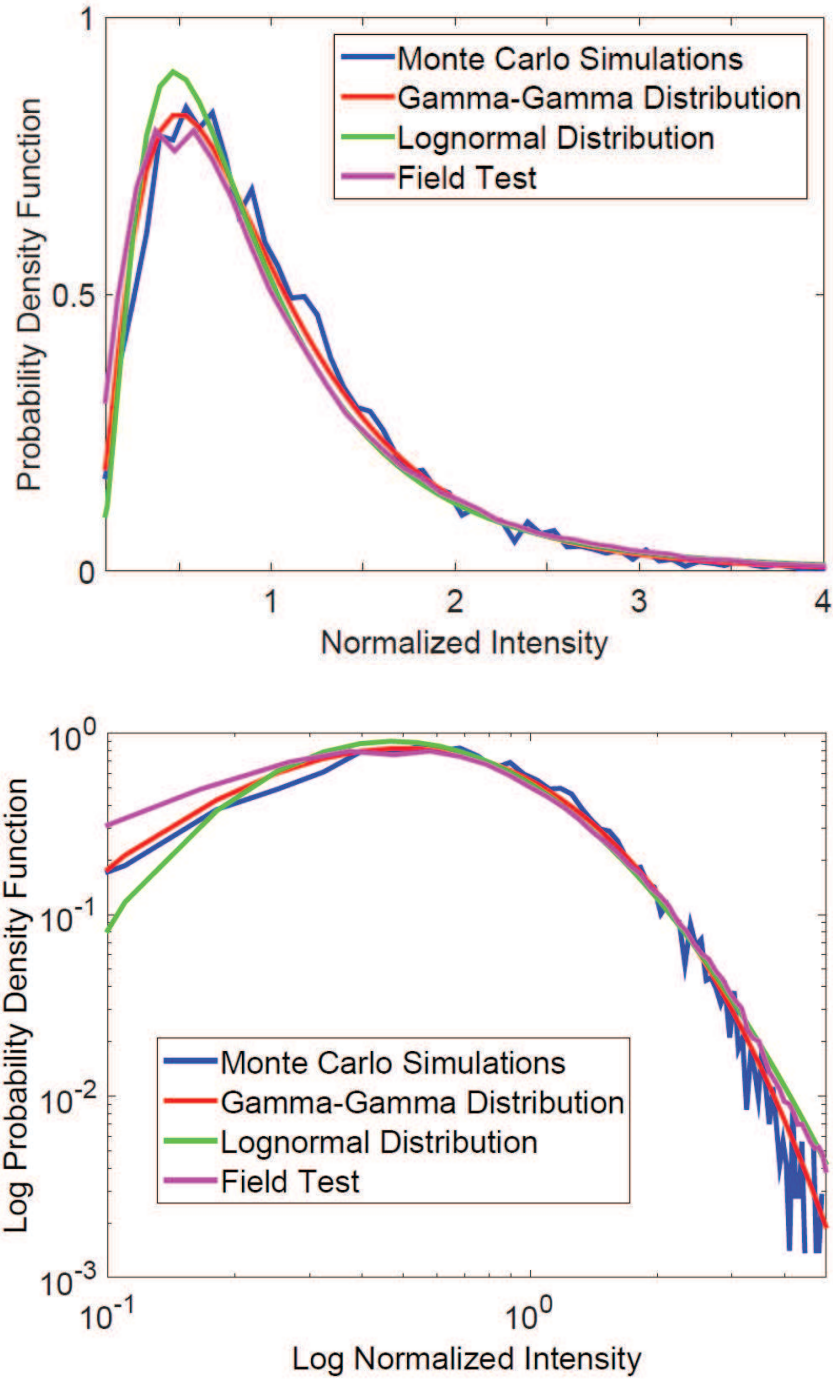 1
0.5
0
Probability Density Function
Monte Carlo Simulations
Gamma-Gamma Distribution
Lognormal Distribution
Field Test
1
2
3
4
Normalized Intensity
10^0
10^-1
10^-2
10^-3
Log Probability Density Function
Monte Carlo Simulations
Gamma-Gamma Distribution
Lognormal Distribution
Field Test
10^-1
10^0
Log Normalized Intensity